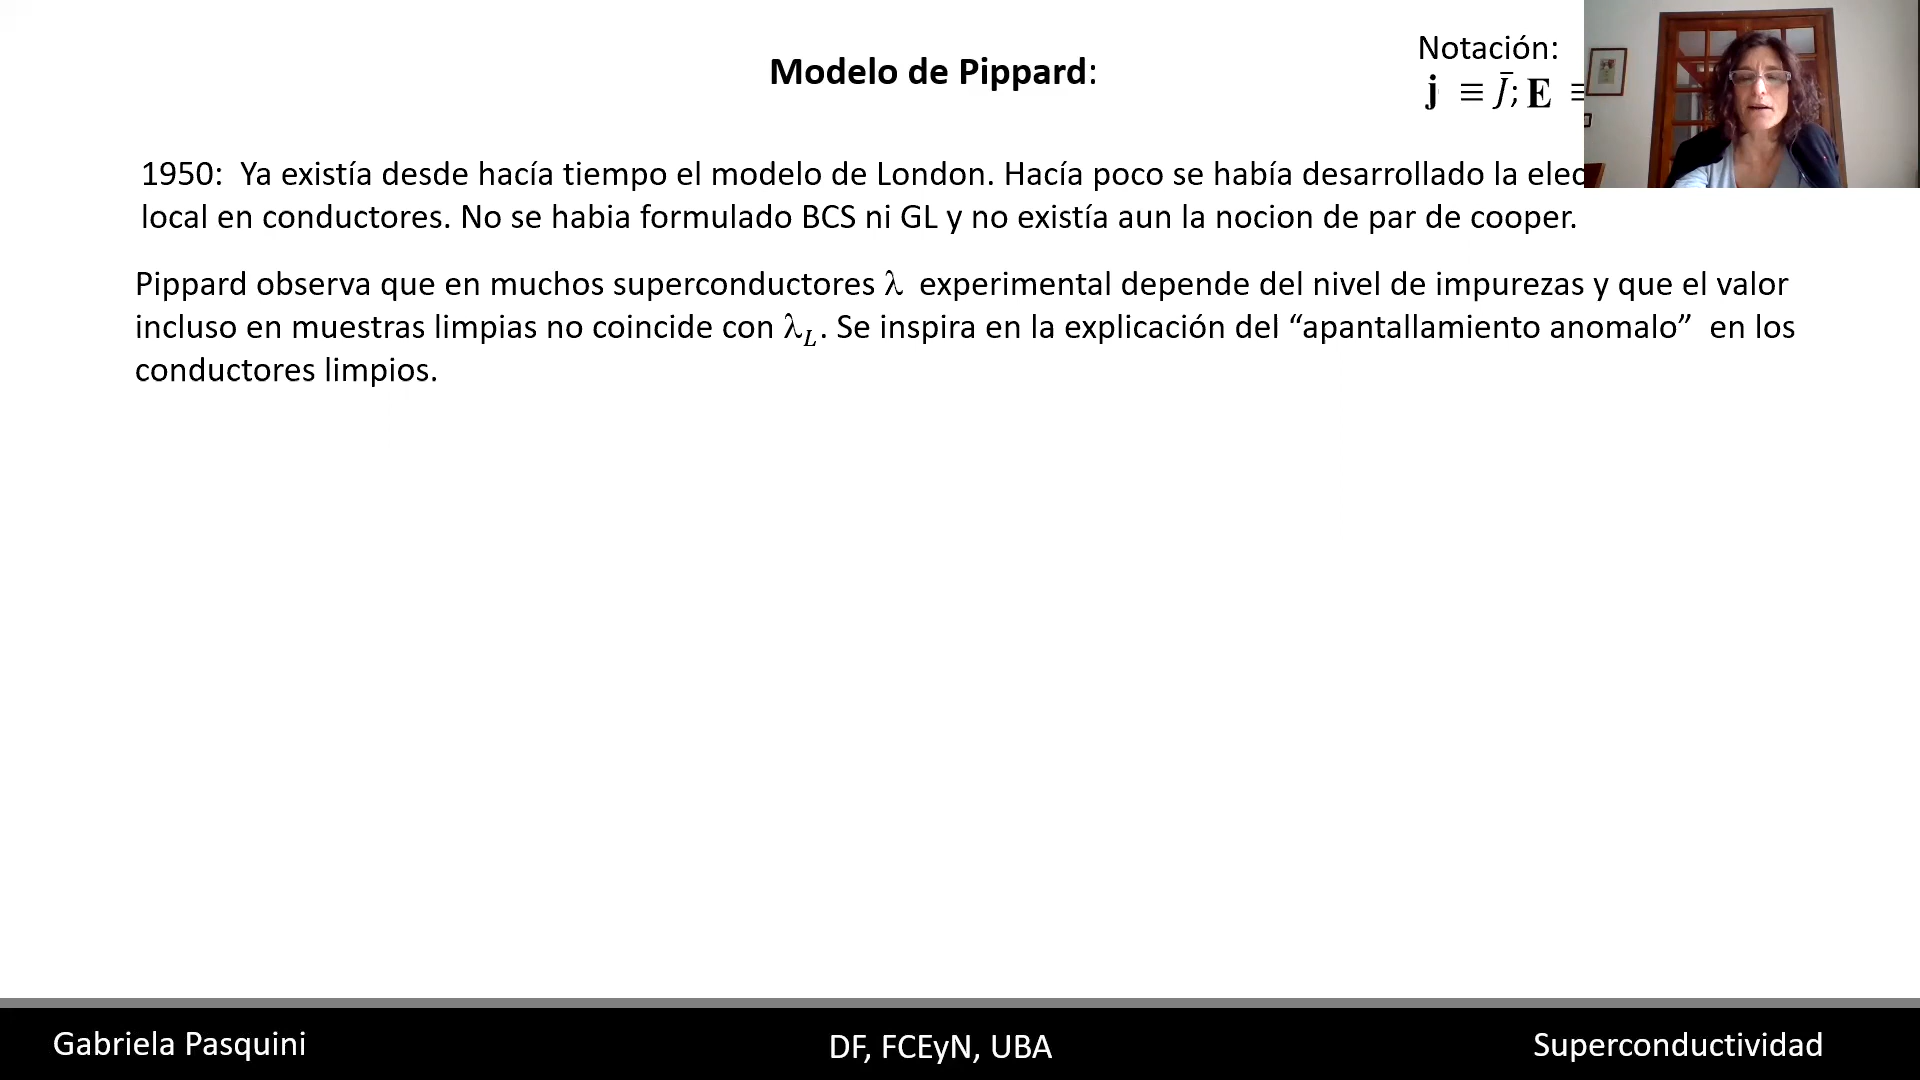 Notación:
Modelo de Pippard:
j ≡ J̄; E ≡
1950: Ya existía desde hacía tiempo el modelo de London. Hacía poco se había desarrollado la
local en conductores. No se habia formulado BCS ni GL y no existía aun la nocion de par de cooper.
Pippard observa que en muchos superconductores λ experimental depende del nivel de impurezas y que el valor
incluso en muestras limpias no coincide con λ_L. Se inspira en la explicación del “apantallamiento anomalo” en los
conductores limpios.
Gabriela Pasquini
DF, FCEyN, UBA
Superconductividad